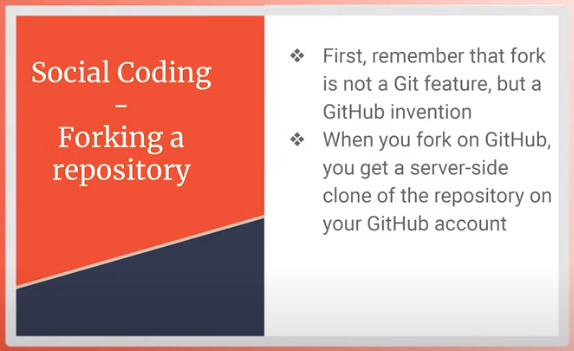 Social Coding
-
Forking a
repository
❖ First, remember that fork
is not a Git feature, but a
GitHub invention
❖ When you fork on GitHub,
you get a server-side
clone of the repository on
your GitHub account